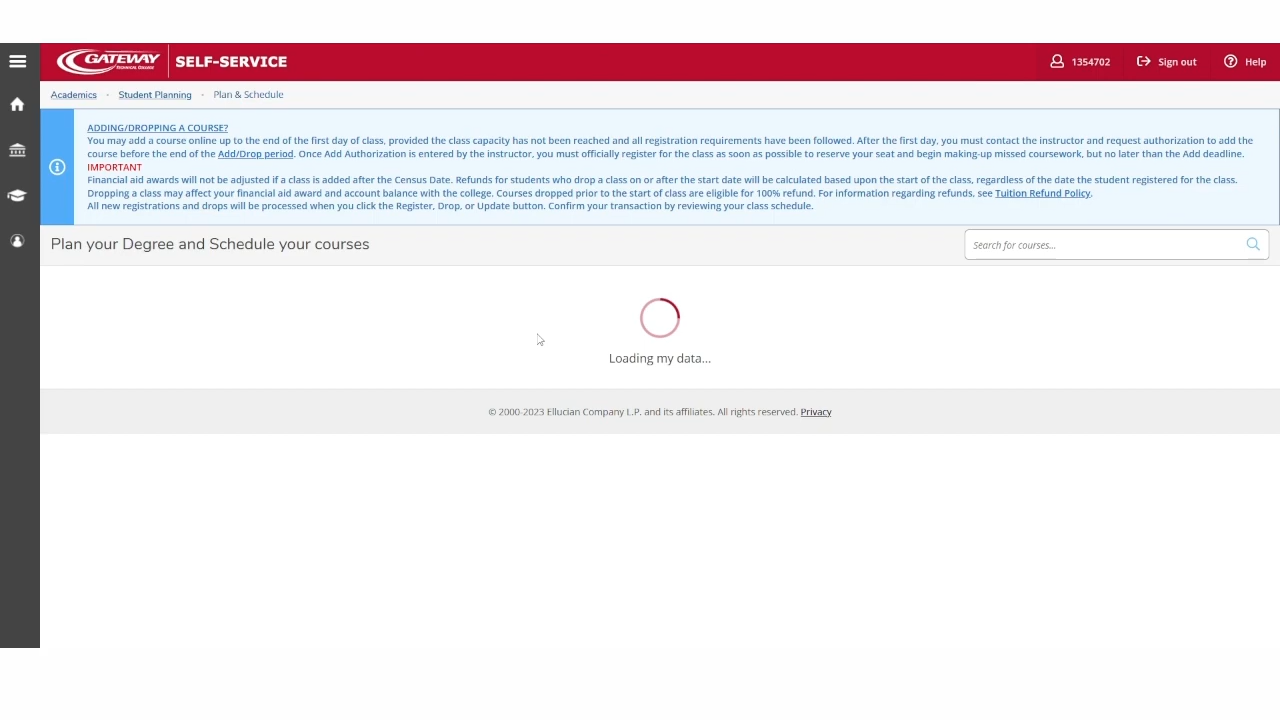 GATEWAY
TECHNICAL COLLEGE
SELF-SERVICE
1354702
Sign out
Help
Academics · Student Planning · Plan & Schedule
ADDING/DROPPING A COURSE?
You may add a course online up to the end of the first day of class, provided the class capacity has not been reached and all registration requirements have been followed. After the first day, you must contact the instructor and request authorization to add the
course before the end of the Add/Drop period. Once Add Authorization is entered by the instructor, you must officially register for the class as soon as possible to reserve your seat and begin making-up missed coursework, but no later than the Add deadline.
IMPORTANT
Financial aid awards will not be adjusted if a class is added after the Census Date. Refunds for students who drop a class on or after the start date will be calculated based upon the start of the class, regardless of the date the student registered for the class.
Dropping a class may affect your financial aid award and account balance with the college. Courses dropped prior to the start of class are eligible for 100% refund. For information regarding refunds, see Tuition Refund Policy.
All new registrations and drops will be processed when you click the Register, Drop, or Update button. Confirm your transaction by reviewing your class schedule.
Plan your Degree and Schedule your courses
Search for courses...
Loading my data...
© 2000-2023 Ellucian Company L.P. and its affiliates. All rights reserved. Privacy